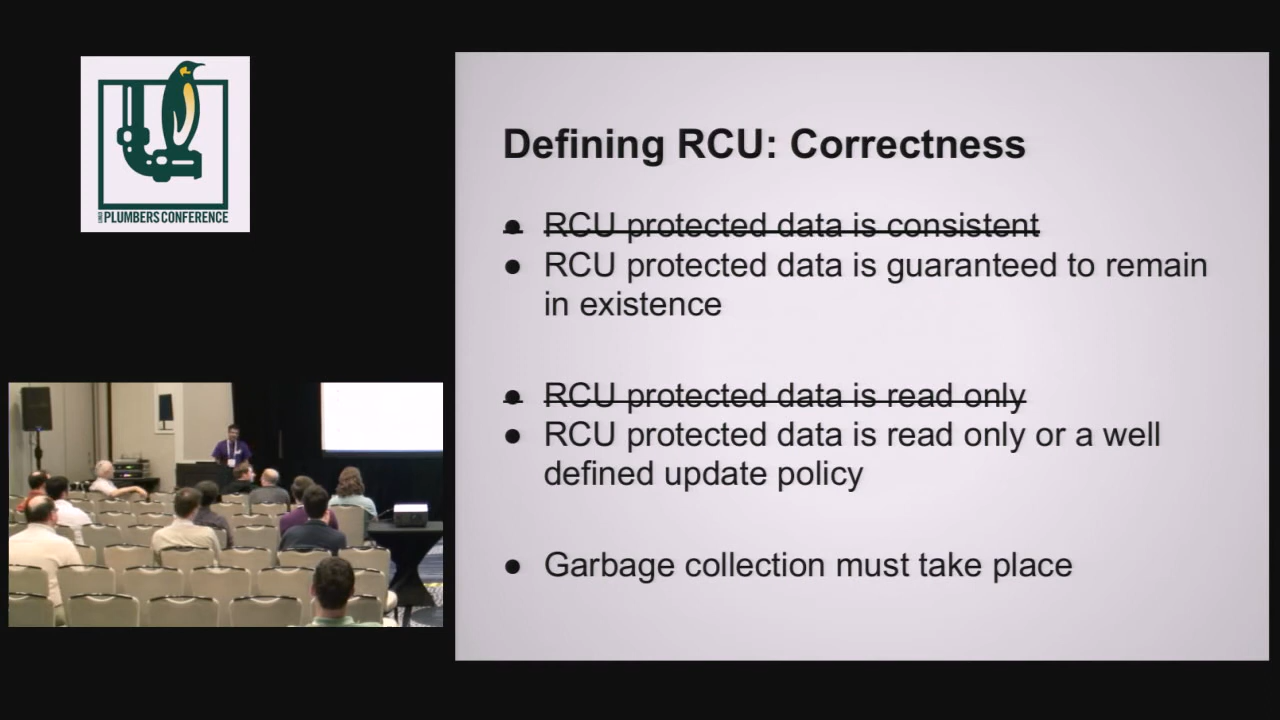 LINUX PLUMBERS CONFERENCE
Defining RCU: Correctness
● RCU protected data is consistent
● RCU protected data is guaranteed to remain
in existence
● RCU protected data is read only
● RCU protected data is read only or a well
defined update policy
● Garbage collection must take place